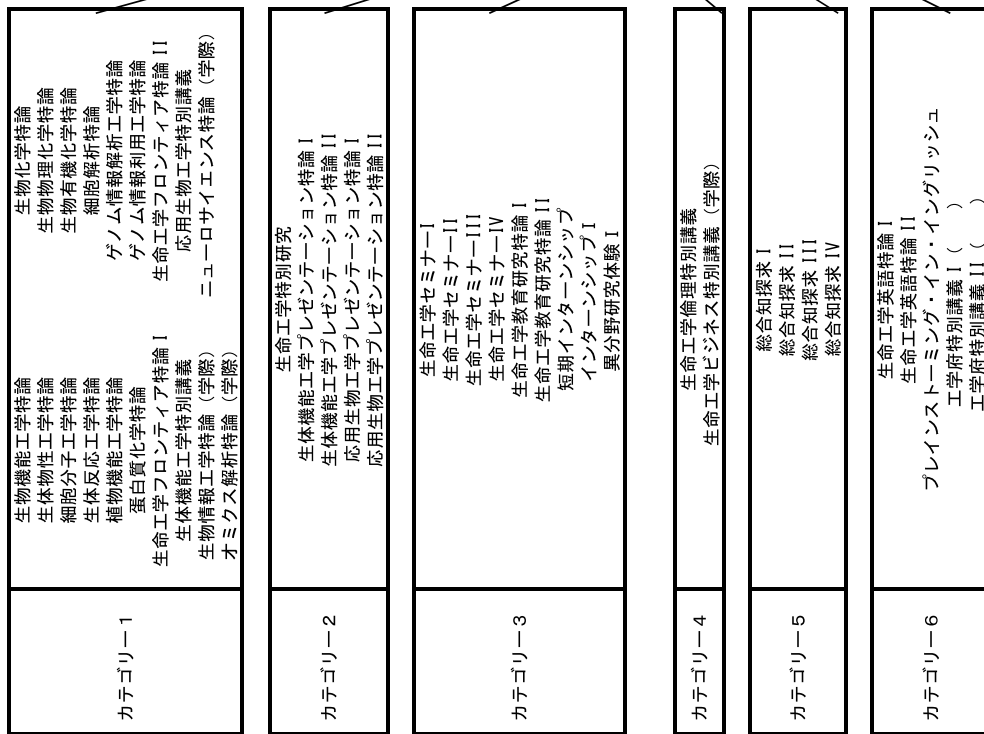 カテゴリー１
生物機能工学特論　生物化学特論
生体物性工学特論　生物物理化学特論
細胞分子工学特論　生物有機化学特論
生体反応工学特論　細胞解析特論
植物機能工学特論　ゲノム情報解析工学特論
蛋白質化学特論　ゲノム情報利用工学特論
生命工学フロンティア特論 I　生命工学フロンティア特論 II
生体機能工学特別講義　応用生物工学特別講義
生物情報工学特論（学際）　ニューロサイエンス特論（学際）
オミクス解析特論（学際）
カテゴリー２
生命工学特別研究
生体機能工学プレゼンテーション特論 I
生体機能工学プレゼンテーション特論 II
応用生物工学プレゼンテーション特論 I
応用生物工学プレゼンテーション特論 II
カテゴリー３
生命工学セミナーI
生命工学セミナーII
生命工学セミナーIII
生命工学セミナーIV
生命工学教育研究特論 I
生命工学教育研究特論 II
短期インターンシップ
インターンシップ I
異分野研究体験 I
カテゴリー４
生命工学倫理特別講義
生命工学ビジネス特別講義（学際）
カテゴリー５
総合知探求 I
総合知探求 II
総合知探求 III
総合知探求 IV
カテゴリー６
生命工学英語特論 I
生命工学英語特論 II
ブレインストーミング・イン・イングリッシュ
工学府特別講義 I（　　）
工学府特別講義 II（　　）